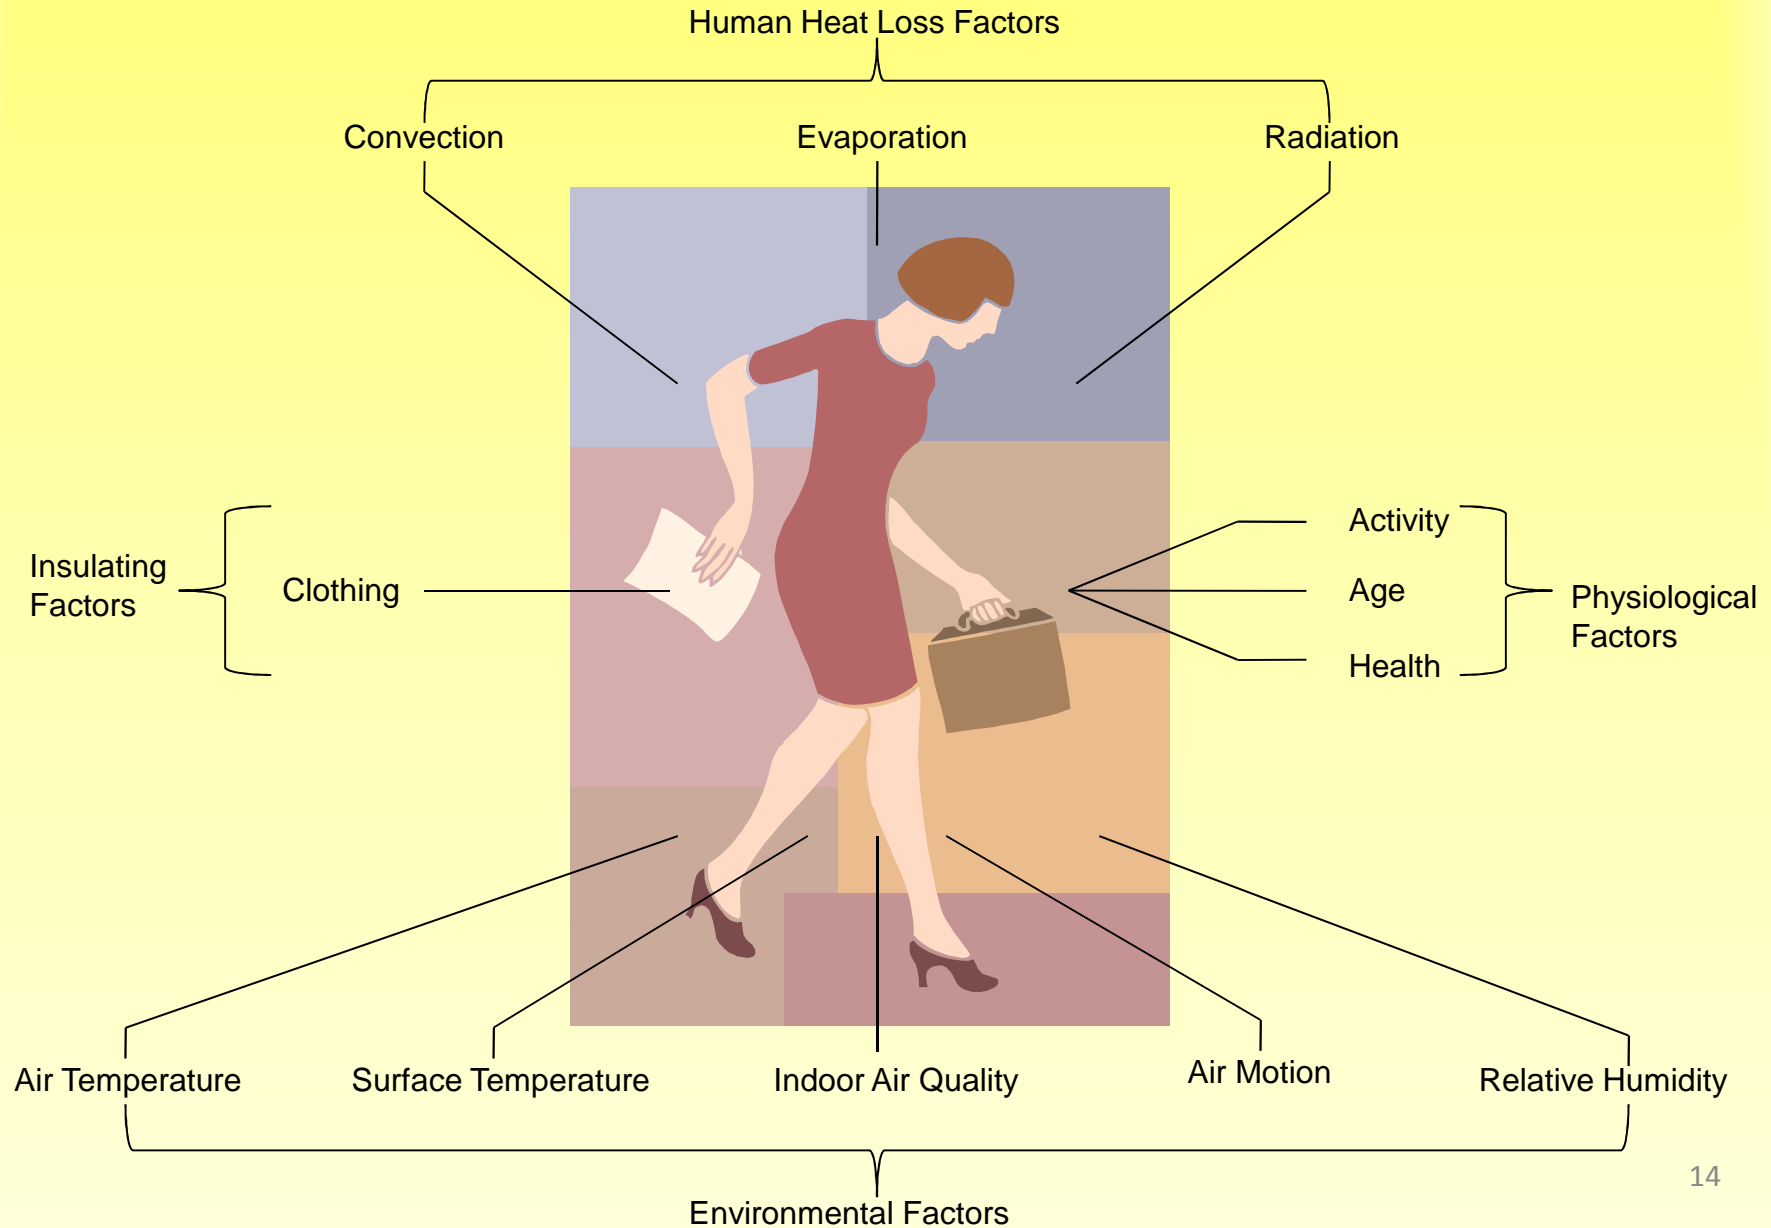 Human Heat Loss Factors
Convection
Evaporation
Radiation
Insulating
Factors
Clothing
Activity
Age
Health
Physiological
Factors
Air Temperature
Surface Temperature
Indoor Air Quality
Air Motion
Relative Humidity
Environmental Factors
14